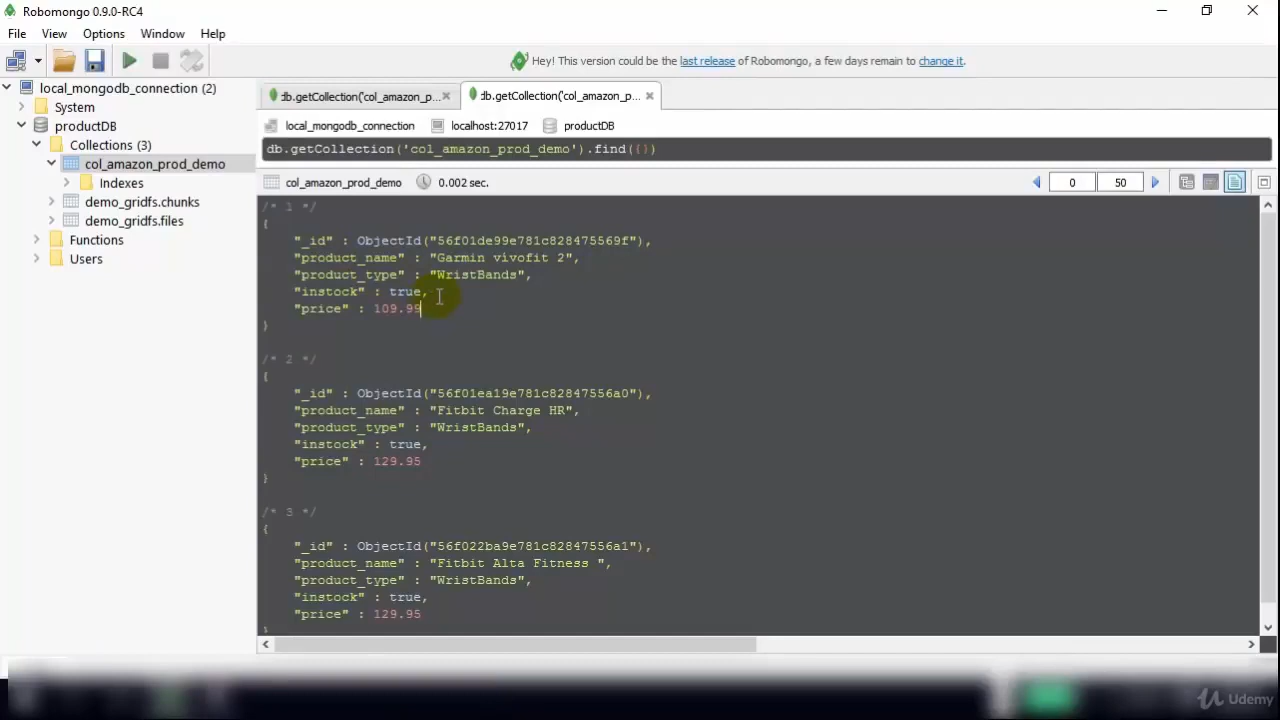 Robomongo 0.9.0-RC4
File View Options Window Help
Hey! This version could be the last release of Robomongo, a few days remain to change it.
local_mongodb_connection (2)
System
productDB
Collections (3)
col_amazon_prod_demo
Indexes
demo_gridfs.chunks
demo_gridfs.files
Functions
Users
db.getCollection('col_amazon_p...
db.getCollection('col_amazon_p...
local_mongodb_connection localhost:27017 productDB
db.getCollection('col_amazon_prod_demo').find({})
col_amazon_prod_demo 0.002 sec. 0 50
/* 1 */
{
"_id" : ObjectId("56f01de99e781c828475569f"),
"product_name" : "Garmin vívofit 2",
"product_type" : "WristBands",
"instock" : true,
"price" : 109.99
}
/* 2 */
{
"_id" : ObjectId("56f01ea19e781c82847556a0"),
"product_name" : "Fitbit Charge HR",
"product_type" : "WristBands",
"instock" : true,
"price" : 129.95
}
/* 3 */
{
"_id" : ObjectId("56f022ba9e781c82847556a1"),
"product_name" : "Fitbit Alta Fitness ",
"product_type" : "WristBands",
"instock" : true,
"price" : 129.95
}
Udemy